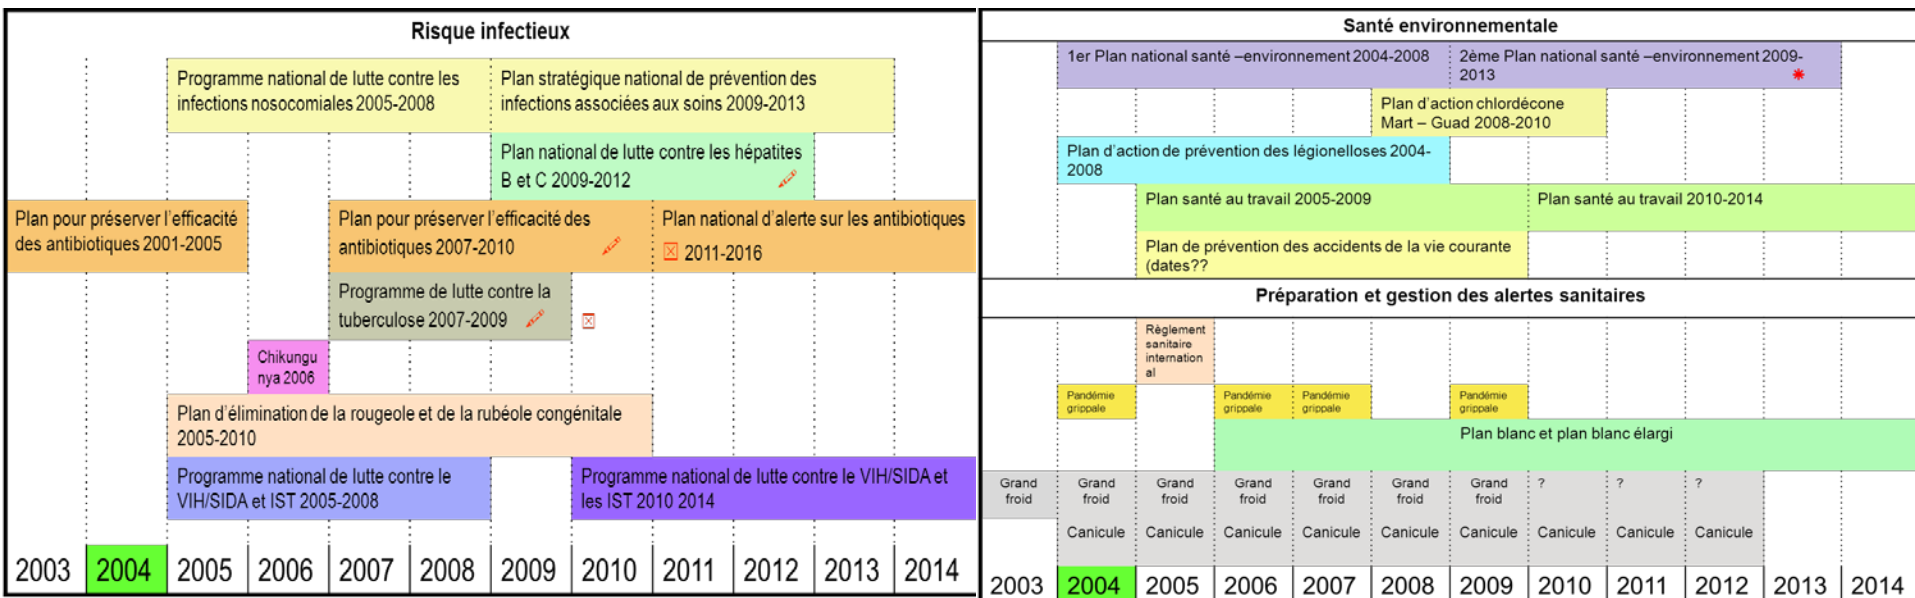 Risque infectieux
Programme national de lutte contre les
infections nosocomiales 2005-2008
Plan stratégique national de prévention des
infections associées aux soins 2009-2013
Plan national de lutte contre les hépatites
B et C 2009-2012
Plan pour préserver l'efficacité
des antibiotiques 2001-2005
Plan pour préserver l'efficacité des
antibiotiques 2007-2010
Plan national d'alerte sur les antibiotiques
2011-2016
Programme de lutte contre la
tuberculose 2007-2009
Chikungu
nya 2006
Plan d'élimination de la rougeole et de la rubéole congénitale
2005-2010
Programme national de lutte contre le
VIH/SIDA et IST 2005-2008
Programme national de lutte contre le VIH/SIDA et
les IST 2010 2014
2003 2004 2005 2006 2007 2008 2009 2010 2011 2012 2013 2014
Santé environnementale
1er Plan national santé –environnement 2004-2008
2ème Plan national santé –environnement 2009-
2013
Plan d'action chlordécone
Mart – Guad 2008-2010
Plan d'action de prévention des légionelloses 2004-
2008
Plan santé au travail 2005-2009
Plan santé au travail 2010-2014
Plan de prévention des accidents de la vie courante
(dates??
Préparation et gestion des alertes sanitaires
Règlement
sanitaire
internation
al
Pandémie
grippale
Pandémie
grippale
Pandémie
grippale
Pandémie
grippale
Plan blanc et plan blanc élargi
Grand Grand Grand Grand Grand Grand Grand ? ? ?
froid froid froid froid froid froid froid
Canicule Canicule Canicule Canicule Canicule Canicule Canicule Canicule Canicule
2003 2004 2005 2006 2007 2008 2009 2010 2011 2012 2013 2014